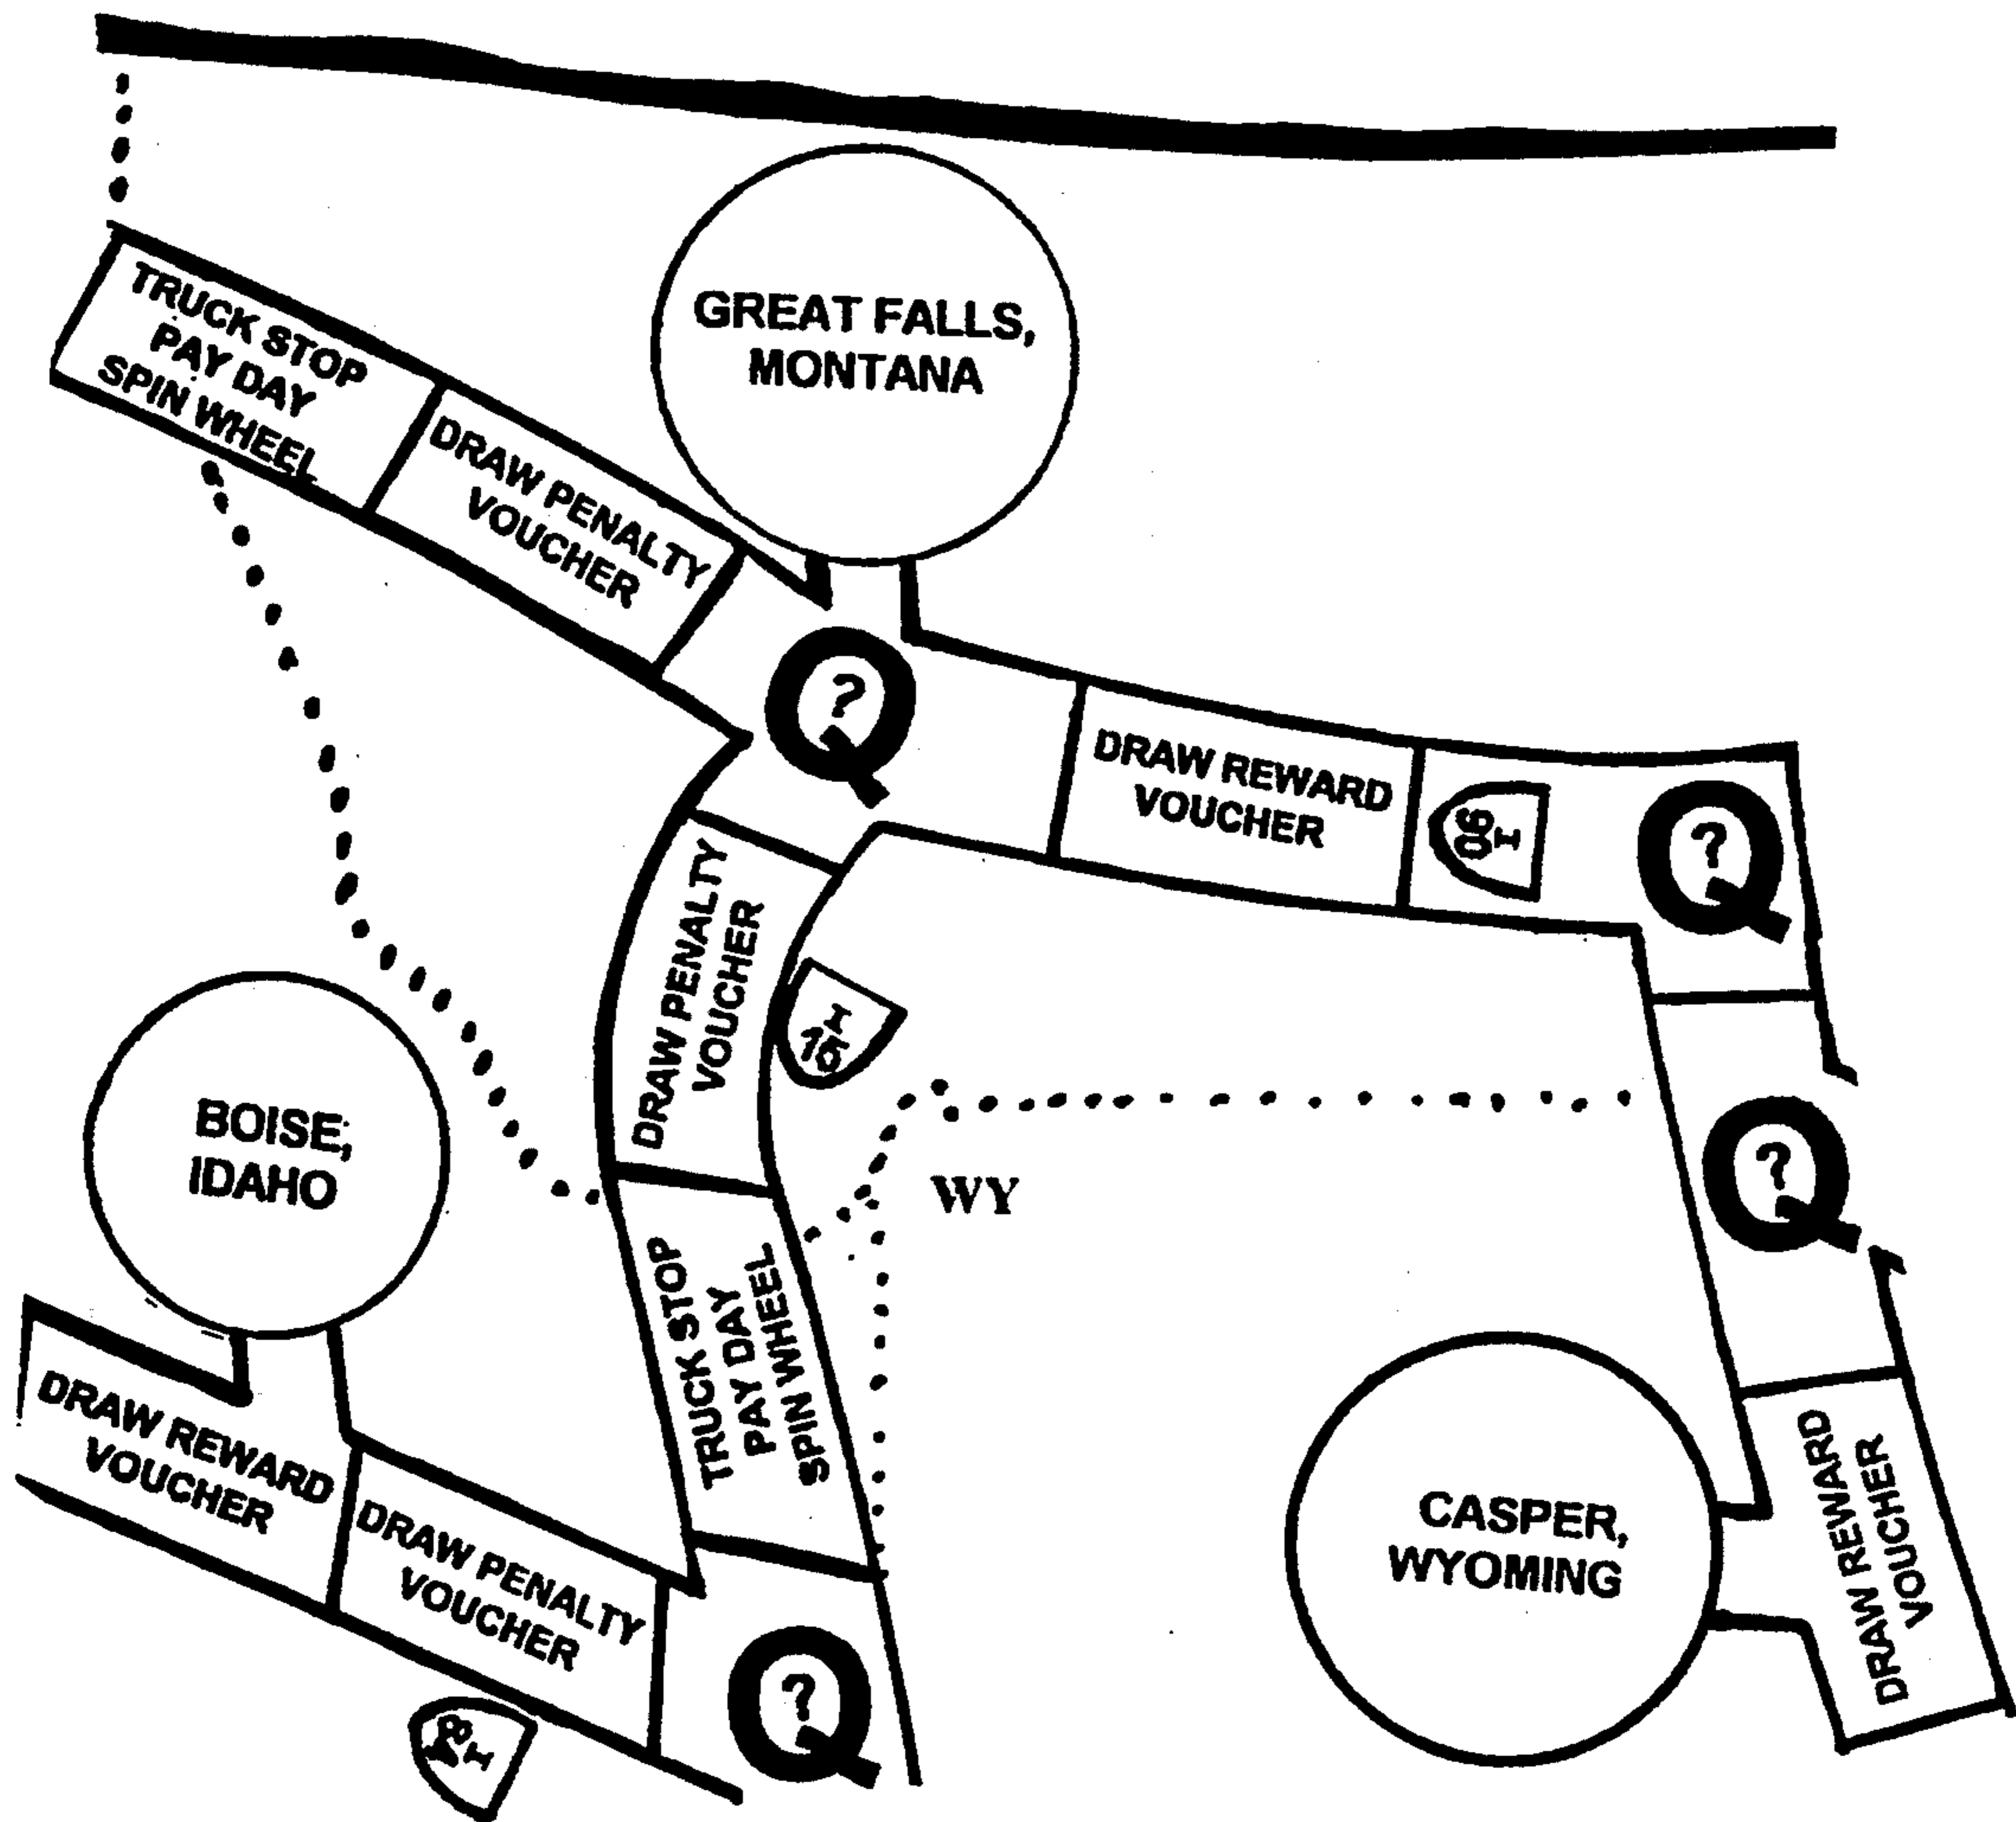 GREAT FALLS,
MONTANA
TRUCK STOP
PAY DAY
SPIN WHEEL
DRAW PENALTY
VOUCHER
Q
?
DRAW REWARD
VOUCHER
I
90
Q
?
DRAW PENALTY
VOUCHER
I
15
BOISE,
IDAHO
WY
Q
?
TRUCK STOP
PAY DAY
SPIN WHEEL
DRAW REWARD
VOUCHER
DRAW PENALTY
VOUCHER
CASPER,
WYOMING
DRAW REWARD
VOUCHER
Q
?
I